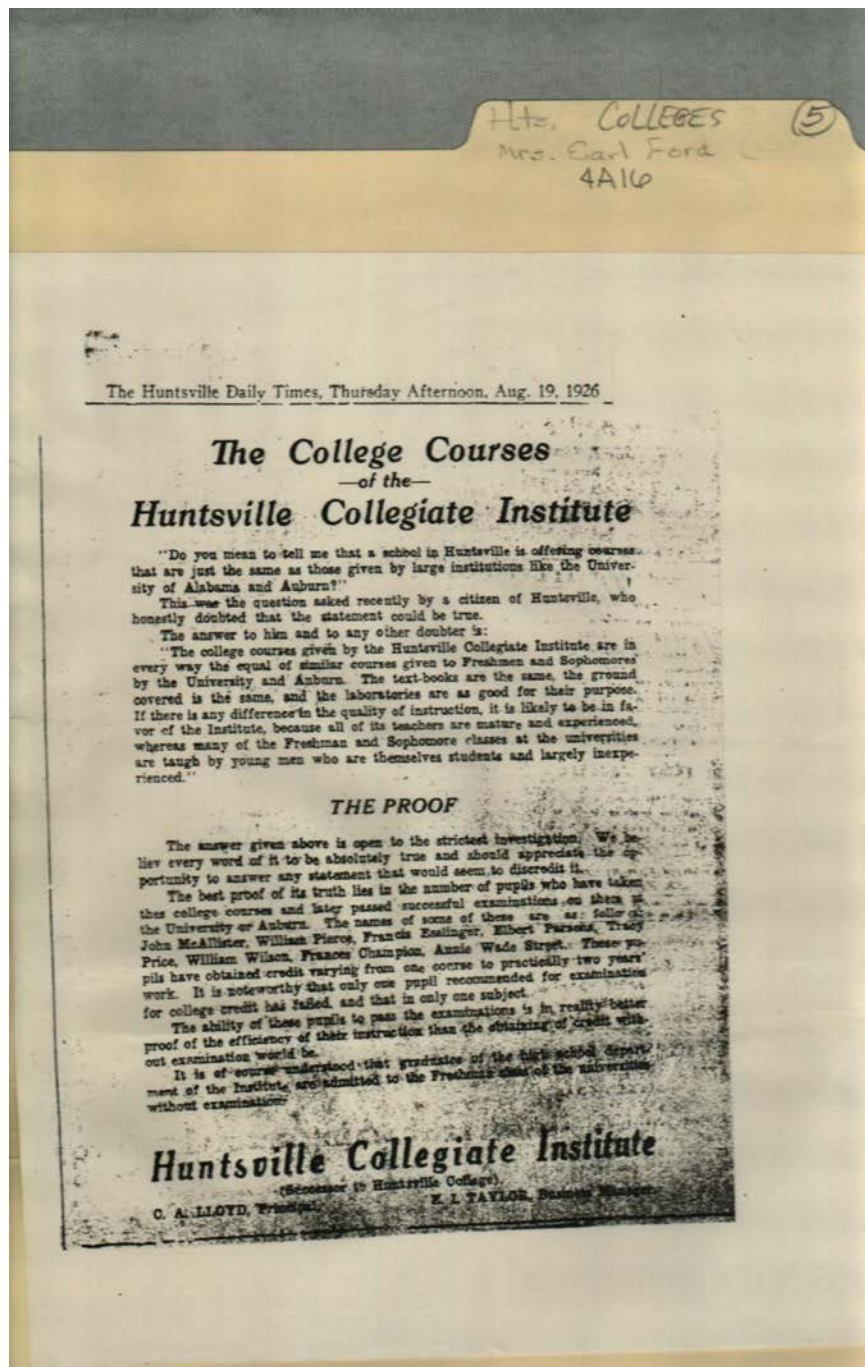 Hts. COLLEGES (5)
Mrs. Earl Ford
4A16
The Huntsville Daily Times, Thursday Afternoon, Aug. 19, 1926
The College Courses
—of the—
Huntsville Collegiate Institute
"Do you mean to tell me that a school in Huntsville is offering courses
that are just the same as those given by large institutions like the Univer-
sity of Alabama and Auburn?"
This was the question asked recently by a citizen of Huntsville, who
honestly doubted that the statement could be true.
The answer to him and to any other doubter is:
"The college courses given by the Huntsville Collegiate Institute are in
every way the equal of similar courses given to Freshmen and Sophomores
by the University and Auburn. The text-books are the same, the ground
covered is the same, and the laboratories are as good for their purpose.
If there is any difference in the quality of instruction, it is likely to be in fa-
vor of the Institute, because all of its teachers are mature and experienced,
whereas many of the Freshman and Sophomore classes at the universities
are taugh by young men who are themselves students and largely inexpe-
rienced."
THE PROOF
The answer given above is open to the strictest investigation. We be-
liev every word of it to be absolutely true and should appreciate the op-
portunity to answer any statement that would seem to discredit it.
The best proof of its truth lies in the number of pupils who have taken
thes college courses and later passed successful examinations on them at
the University or Auburn. The names of some of these are as follows:
John McAllister, William Pierce, Francis Esslinger, Elbert Parsons, Tracy
Price, William Wilson, Frances Champion, Annie Wade Street. These pu-
pils have obtained credit varying from one course to practically two years'
work. It is noteworthy that only one pupil recommended for examination
for college credit has failed, and that in only one subject.
The ability of these pupils to pass the examinations is in reality better
proof of the efficiency of their instruction than the obtaining of credit with-
out examination would be.
It is of course understood that graduates of the high school depart-
ment of the Institute are admitted to the Freshman class of the universities
without examination.
Huntsville Collegiate Institute
(Successor to Huntsville College)
C. A. LLOYD, Principal. E. I. TAYLOR, Business Manager.